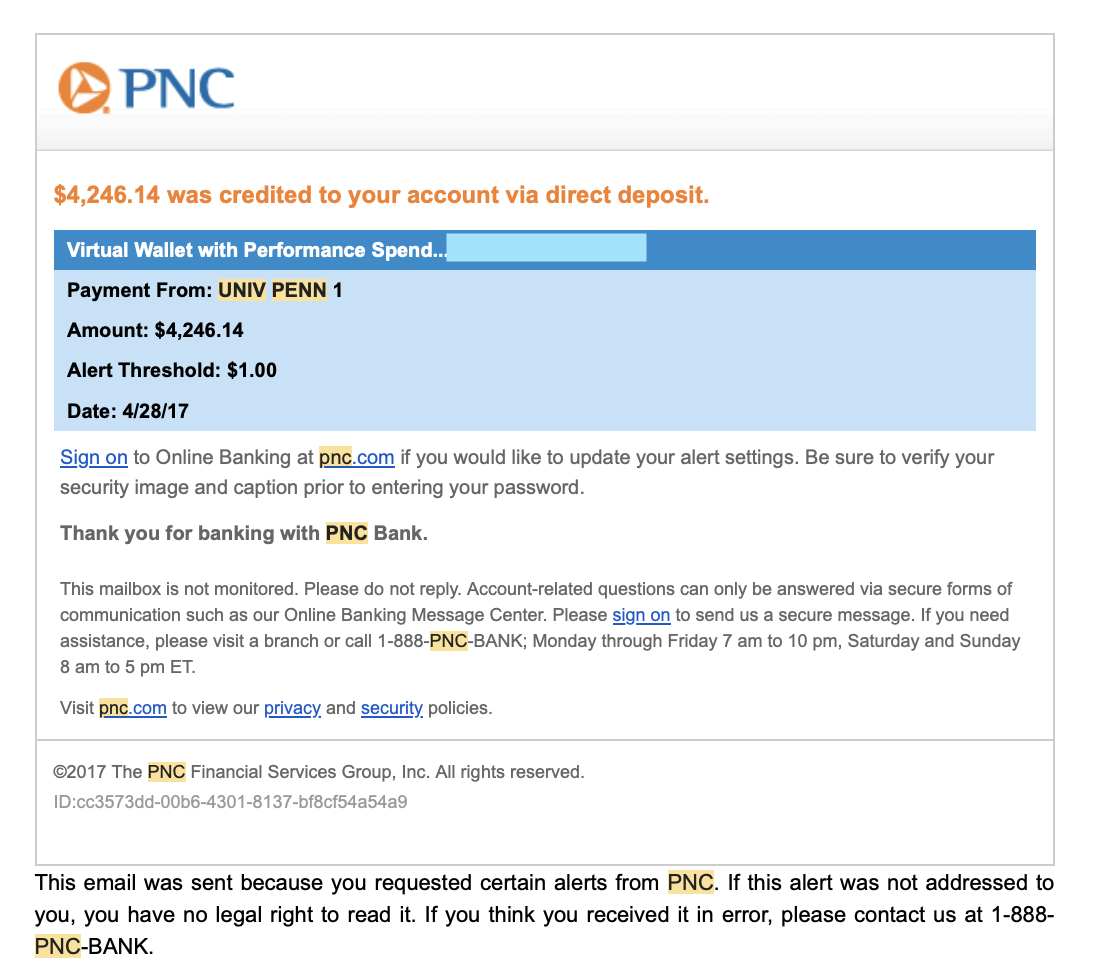 PNC
$4,246.14 was credited to your account via direct deposit.
Virtual Wallet with Performance Spend...
Payment From: UNIV PENN 1
Amount: $4,246.14
Alert Threshold: $1.00
Date: 4/28/17
Sign on to Online Banking at pnc.com if you would like to update your alert settings. Be sure to verify your
security image and caption prior to entering your password.
Thank you for banking with PNC Bank.
This mailbox is not monitored. Please do not reply. Account-related questions can only be answered via secure forms of
communication such as our Online Banking Message Center. Please sign on to send us a secure message. If you need
assistance, please visit a branch or call 1-888-PNC-BANK; Monday through Friday 7 am to 10 pm, Saturday and Sunday
8 am to 5 pm ET.
Visit pnc.com to view our privacy and security policies.
©2017 The PNC Financial Services Group, Inc. All rights reserved.
ID:cc3573dd-00b6-4301-8137-bf8cf54a54a9
This email was sent because you requested certain alerts from PNC. If this alert was not addressed to
you, you have no legal right to read it. If you think you received it in error, please contact us at 1-888-
PNC-BANK.